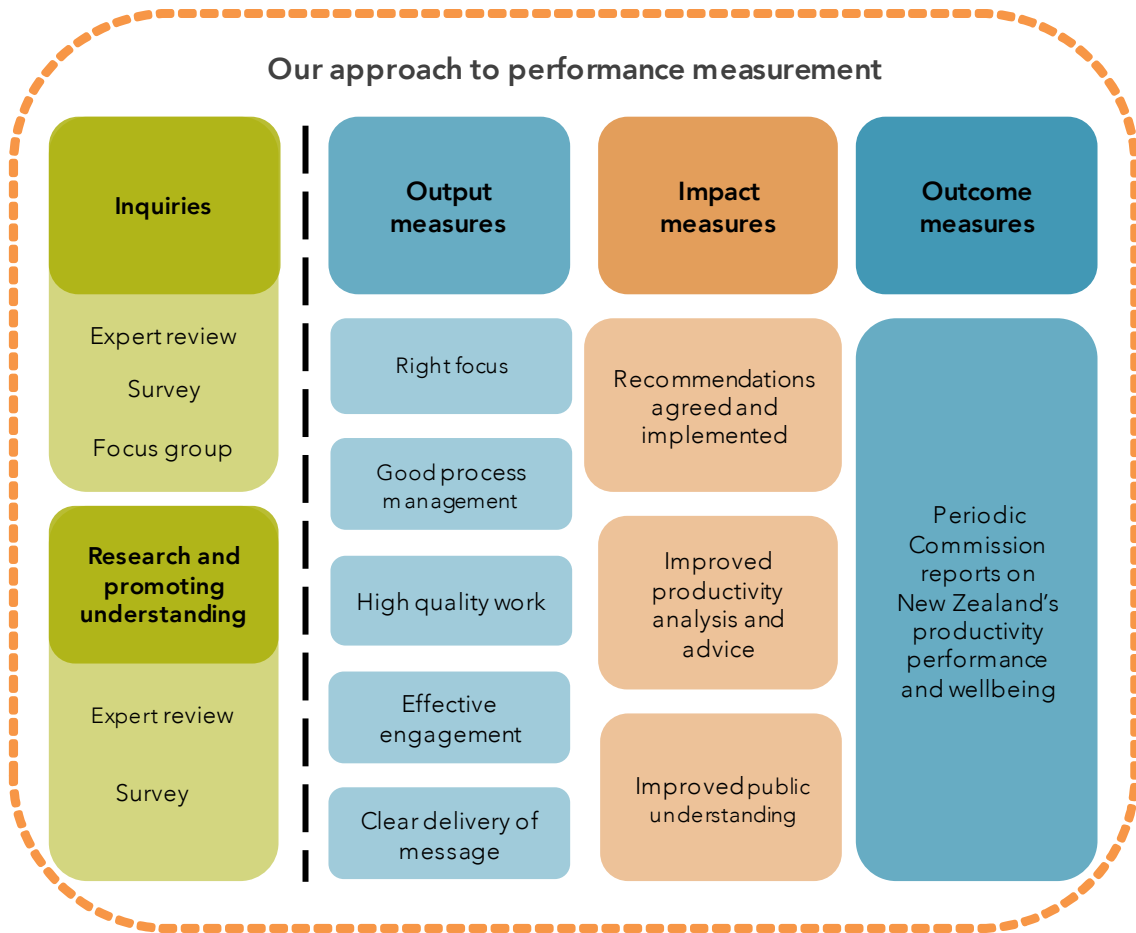 Our approach to performance measurement
Inquiries
Expert review
Survey
Focus group
Research and
promoting
understanding
Expert review
Survey
Output
measures
Right focus
Good process
management
High quality work
Effective
engagement
Clear delivery of
message
Impact
measures
Recommendations
agreed and
implemented
Improved
productivity
analysis and
advice
Improved public
understanding
Outcome
measures
Periodic
Commission
reports on
New Zealand’s
productivity
performance
and wellbeing